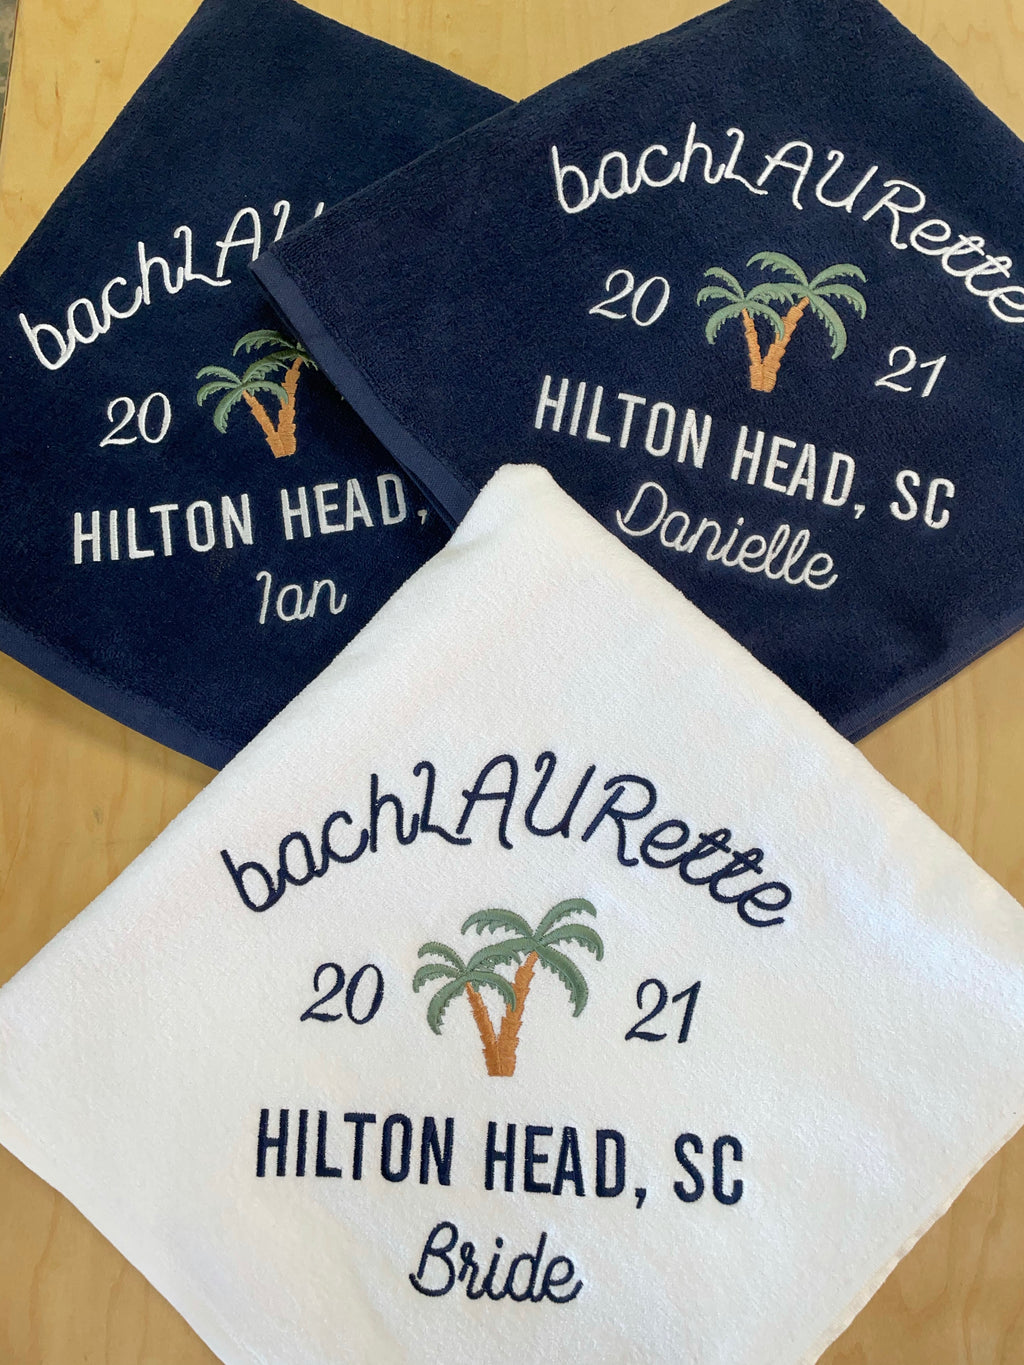 bachLAU
20
HILTON HEAD,
Ian
bachLAURette
20 21
HILTON HEAD, SC
Danielle
bachLAURette
20 21
HILTON HEAD, SC
Bride